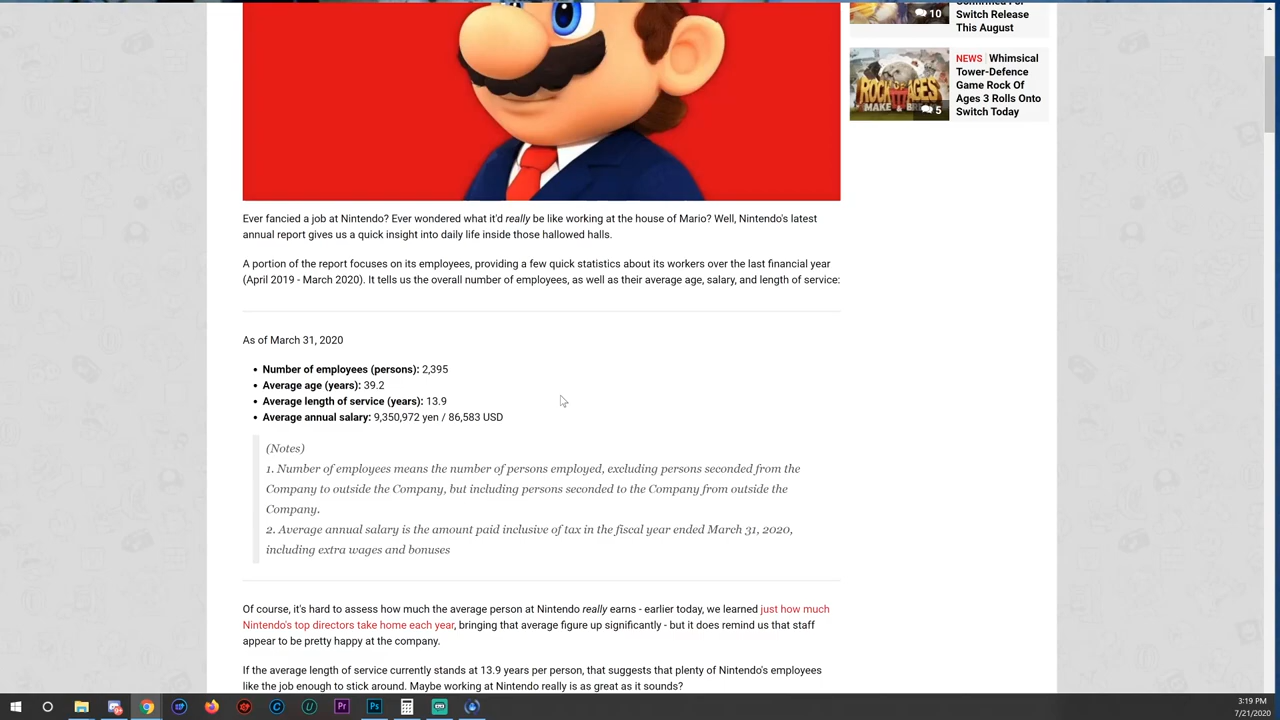 Confirmed For
Switch Release
This August
10
NEWS Whimsical
Tower-Defence
Game Rock Of
Ages 3 Rolls Onto
Switch Today
ROCK OF AGES
MAKE & BRE
5
Ever fancied a job at Nintendo? Ever wondered what it'd really be like working at the house of Mario? Well, Nintendo's latest
annual report gives us a quick insight into daily life inside those hallowed halls.
A portion of the report focuses on its employees, providing a few quick statistics about its workers over the last financial year
(April 2019 - March 2020). It tells us the overall number of employees, as well as their average age, salary, and length of service:
As of March 31, 2020
• Number of employees (persons): 2,395
• Average age (years): 39.2
• Average length of service (years): 13.9
• Average annual salary: 9,350,972 yen / 86,583 USD
(Notes)
1. Number of employees means the number of persons employed, excluding persons seconded from the
Company to outside the Company, but including persons seconded to the Company from outside the
Company.
2. Average annual salary is the amount paid inclusive of tax in the fiscal year ended March 31, 2020,
including extra wages and bonuses
Of course, it's hard to assess how much the average person at Nintendo really earns - earlier today, we learned just how much
Nintendo's top directors take home each year, bringing that average figure up significantly - but it does remind us that staff
appear to be pretty happy at the company.
If the average length of service currently stands at 13.9 years per person, that suggests that plenty of Nintendo's employees
like the job enough to stick around. Maybe working at Nintendo really is as great as it sounds?
Pr
Ps
3:19 PM
7/21/2020